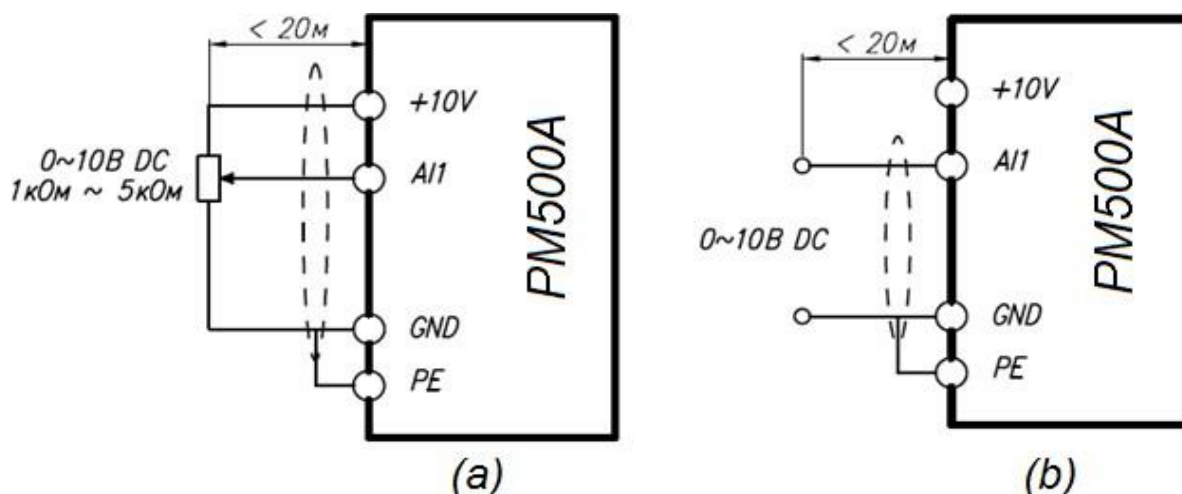 < 20м
+10V
0~10В DC
1кОм ~ 5кОм
AI1
GND
PE
PM500A
(a)
< 20м
+10V
AI1
0~10В DC
GND
PE
PM500A
(b)